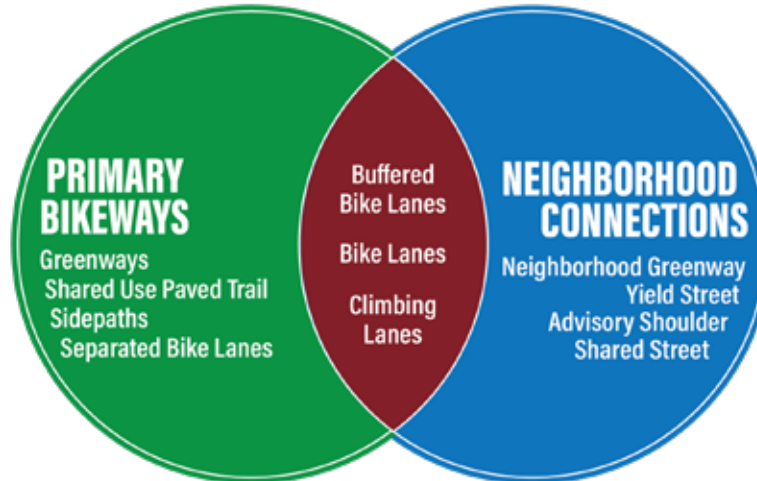 PRIMARY
BIKEWAYS
Greenways
Shared Use Paved Trail
Sidepaths
Separated Bike Lanes
Buffered
Bike Lanes
Bike Lanes
Climbing
Lanes
NEIGHBORHOOD
CONNECTIONS
Neighborhood Greenway
Yield Street
Advisory Shoulder
Shared Street